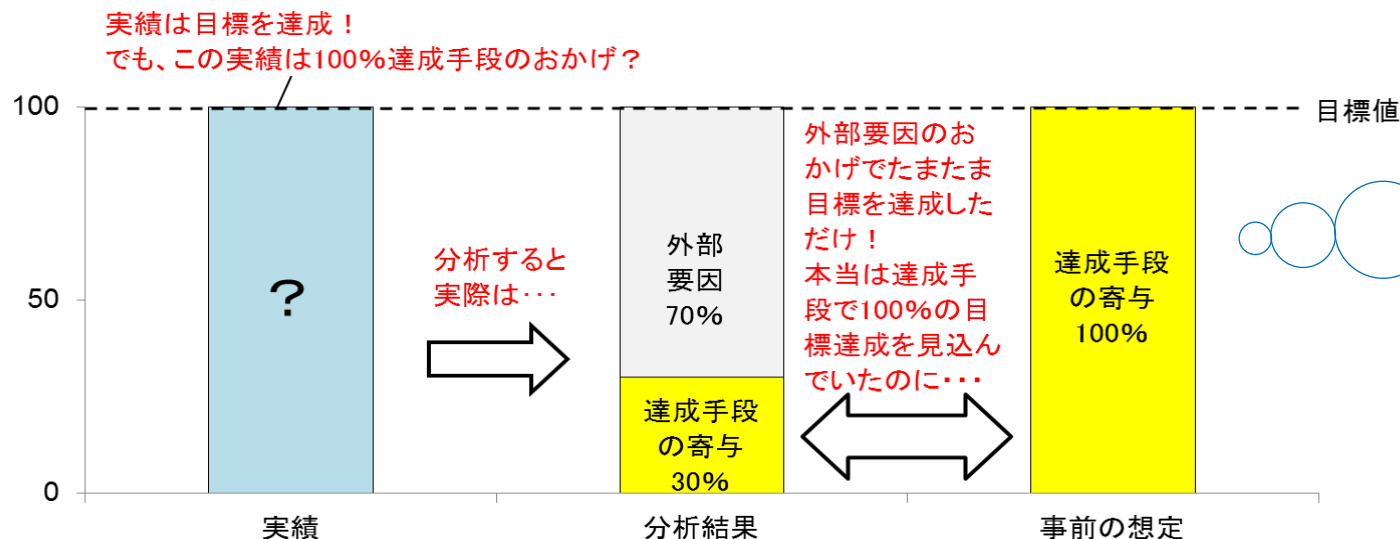 実績は目標を達成！
でも、この実績は100%達成手段のおかげ？
100
目標値
外部要因のお
かげでたまたま
目標を達成した
だけ！
本当は達成手
段で100%の目
標達成を見込ん
でいたのに･･･
分析すると
実際は･･･
？
外部
要因
70%
達成手段
の寄与
100%
50
達成手段
の寄与
30%
0
実績
分析結果
事前の想定